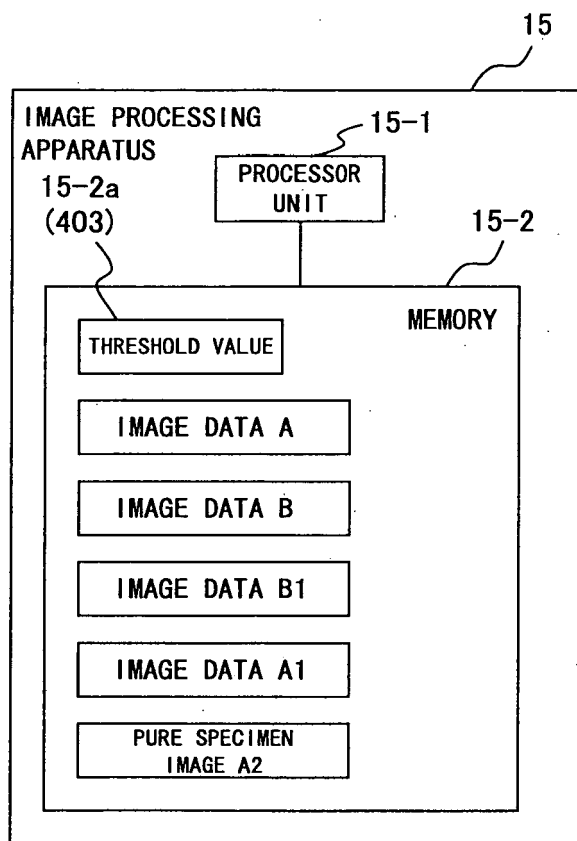 15
IMAGE PROCESSING
APPARATUS
15-1
PROCESSOR
UNIT
15-2a
(403)
15-2
MEMORY
THRESHOLD VALUE
IMAGE DATA A
IMAGE DATA B
IMAGE DATA B1
IMAGE DATA A1
PURE SPECIMEN
IMAGE A2